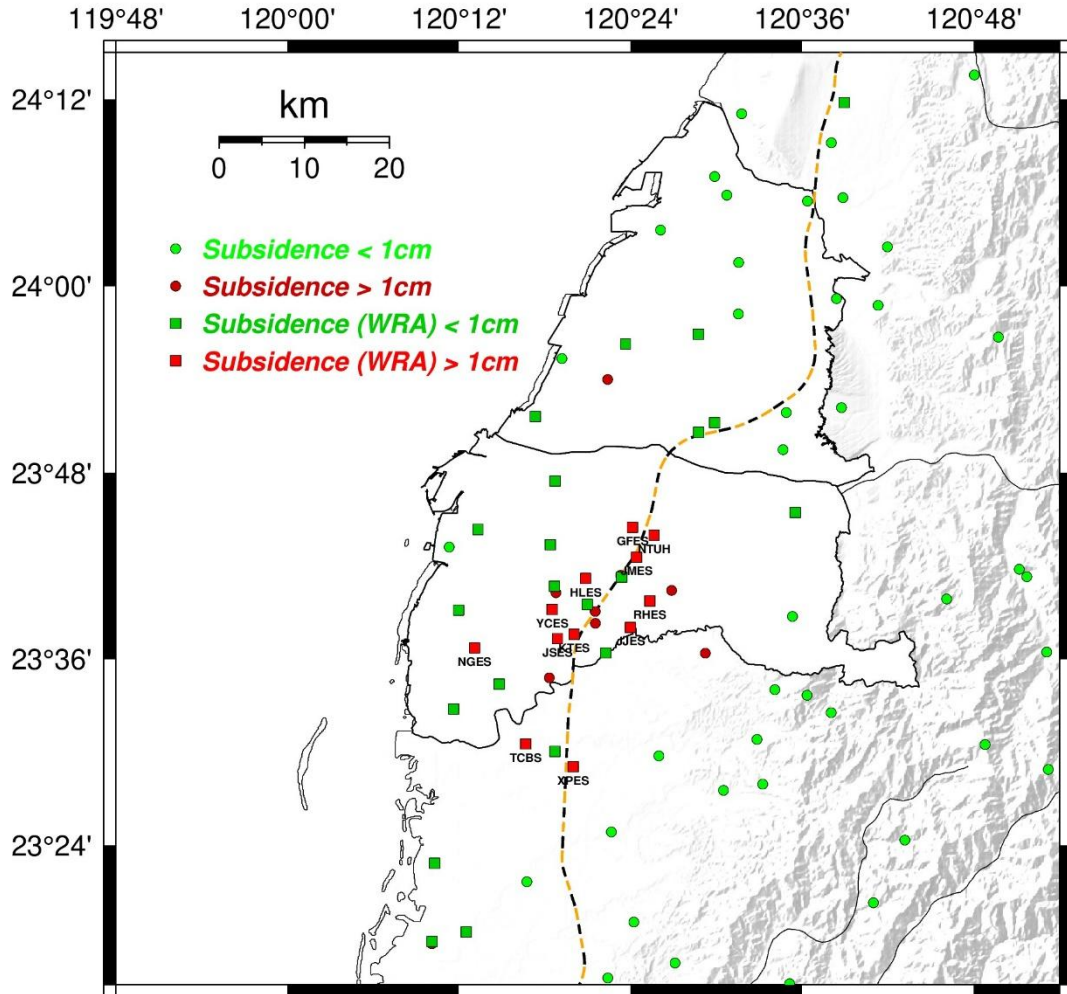 119°48' 120°00' 120°12' 120°24' 120°36' 120°48'
24°12'
km
0 10 20
Subsidence < 1cm
24°00'
Subsidence > 1cm
Subsidence (WRA) < 1cm
Subsidence (WRA) > 1cm
23°48'
GFES
NTUH
JMES
HLES
RHES
YCES
JJES
KTES
JSES
23°36'
NGES
TCBS
XPES
23°24'